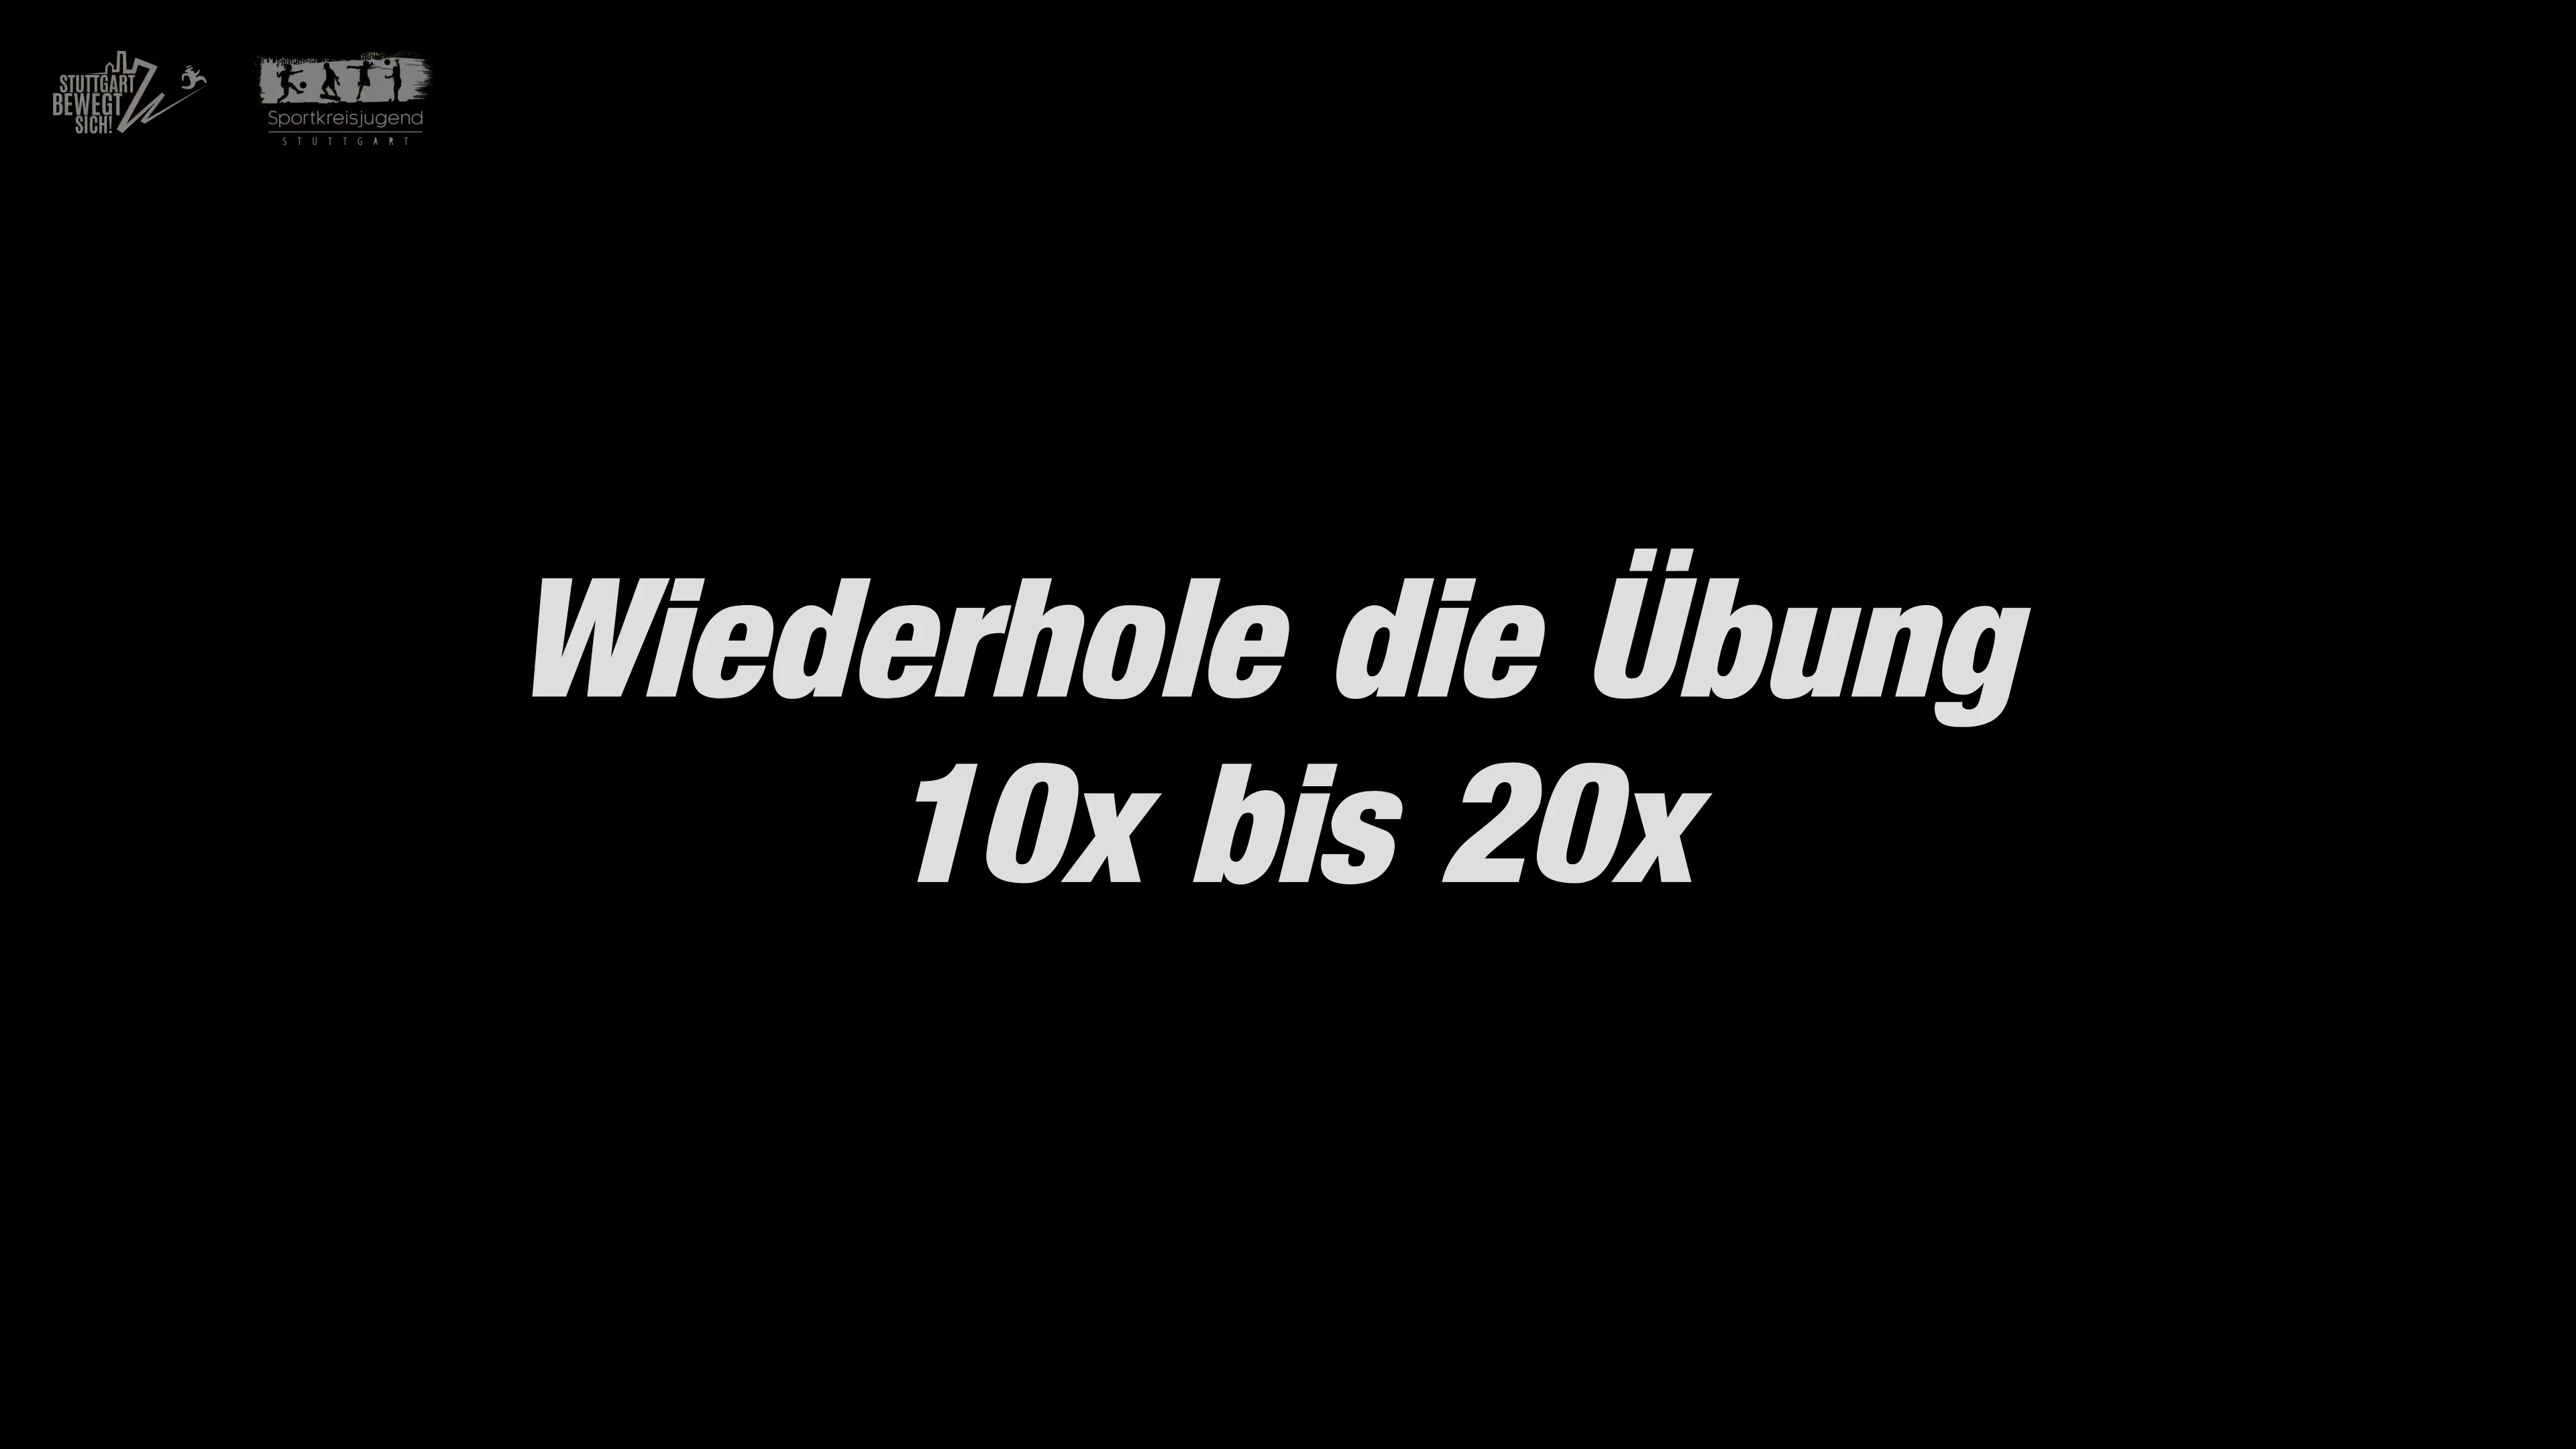 STUTTGART
BEWEGT
SICH!
Sportkreisjugend
STUTTGART
Wiederhole die Übung
10x bis 20x